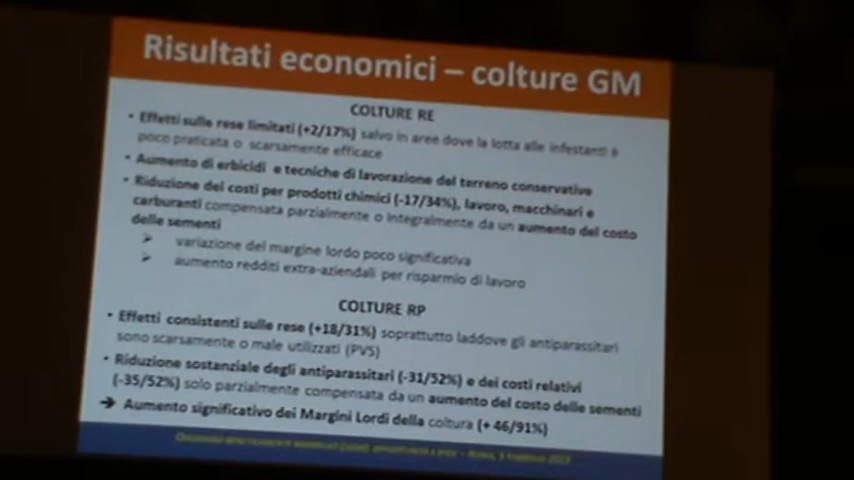 Risultati economici – colture GM
COLTURE RE
• Effetti sulle rese limitati (+2/17%) salvo in aree dove la lotta alle infestanti è
poco praticata o scarsamente efficace
• Aumento di erbicidi e tecniche di lavorazione del terreno conservative
• Riduzione dei costi per prodotti chimici (-17/34%), lavoro, macchinari e
carburanti compensata parzialmente o integralmente da un aumento del costo
delle sementi
➢ variazione del margine lordo poco significativa
➢ aumento redditi extra-aziendali per risparmio di lavoro
COLTURE RP
• Effetti consistenti sulle rese (+18/31%) soprattutto laddove gli antiparassitari
sono scarsamente o male utilizzati (PVS)
• Riduzione sostanziale degli antiparassitari (-31/52%) e dei costi relativi
(-35/52%) solo parzialmente compensata da un aumento del costo delle sementi
➔ Aumento significativo dei Margini Lordi della coltura (+ 46/91%)